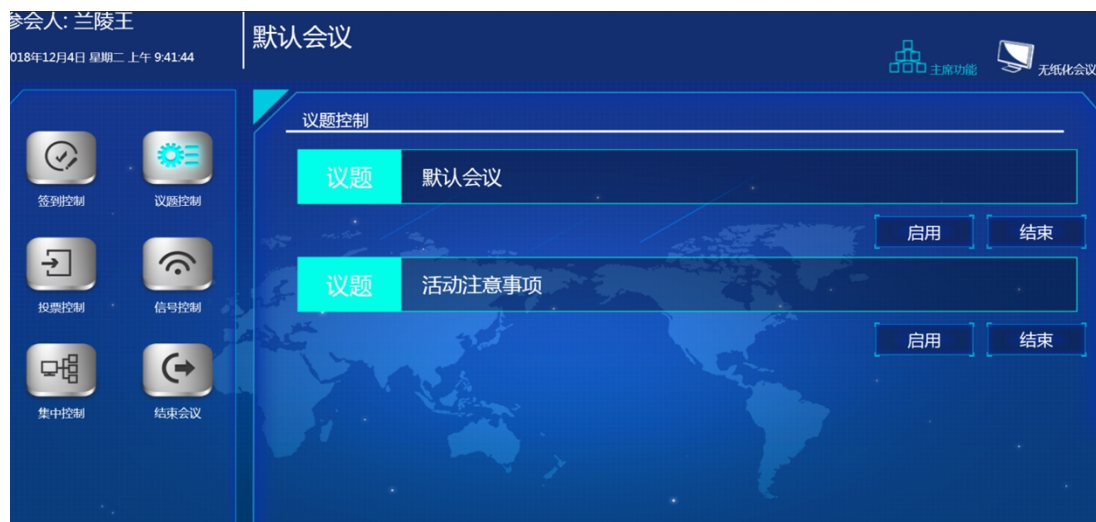 参会人: 兰陵王
018年12月4日 星期二 上午 9:41:44
默认会议
主席功能
无纸化会议
签到控制
议题控制
投票控制
信号控制
集中控制
结束会议
议题控制
议题 默认会议
启用 结束
议题 活动注意事项
启用 结束